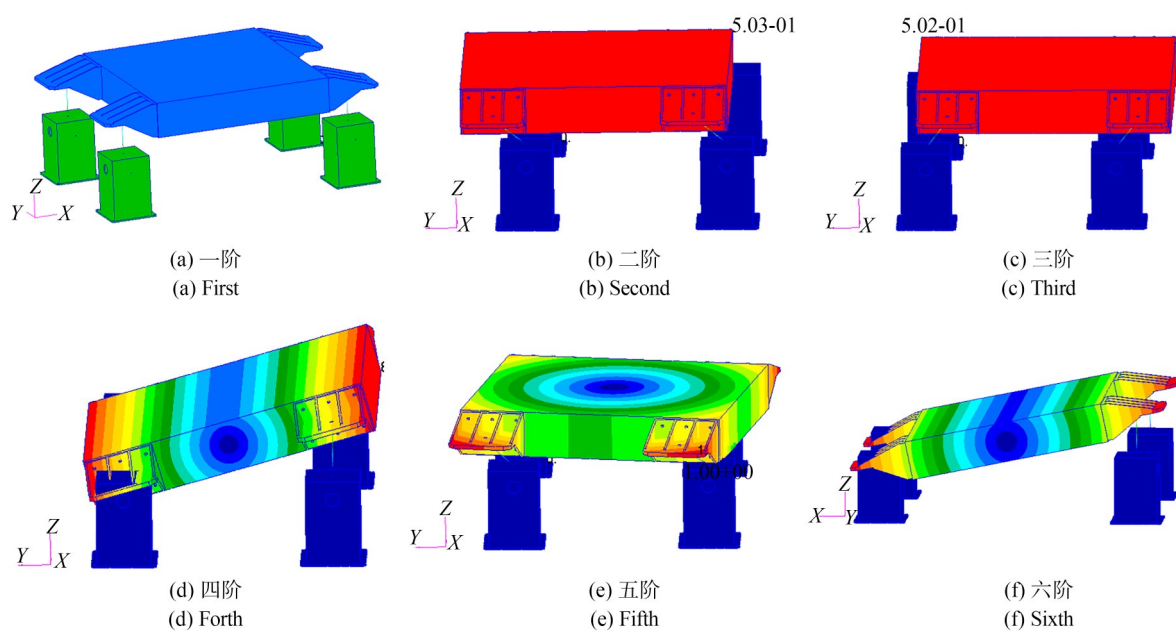 5.03-01
5.02-01
Z
Y
X
Z
Y
X
Z
Y
X
(a) 一阶
(b) 二阶
(c) 三阶
(a) First
(b) Second
(c) Third
1.00+00
Z
Y
X
Z
Y
X
Z
X
Y
(d) 四阶
(e) 五阶
(f) 六阶
(d) Forth
(e) Fifth
(f) Sixth